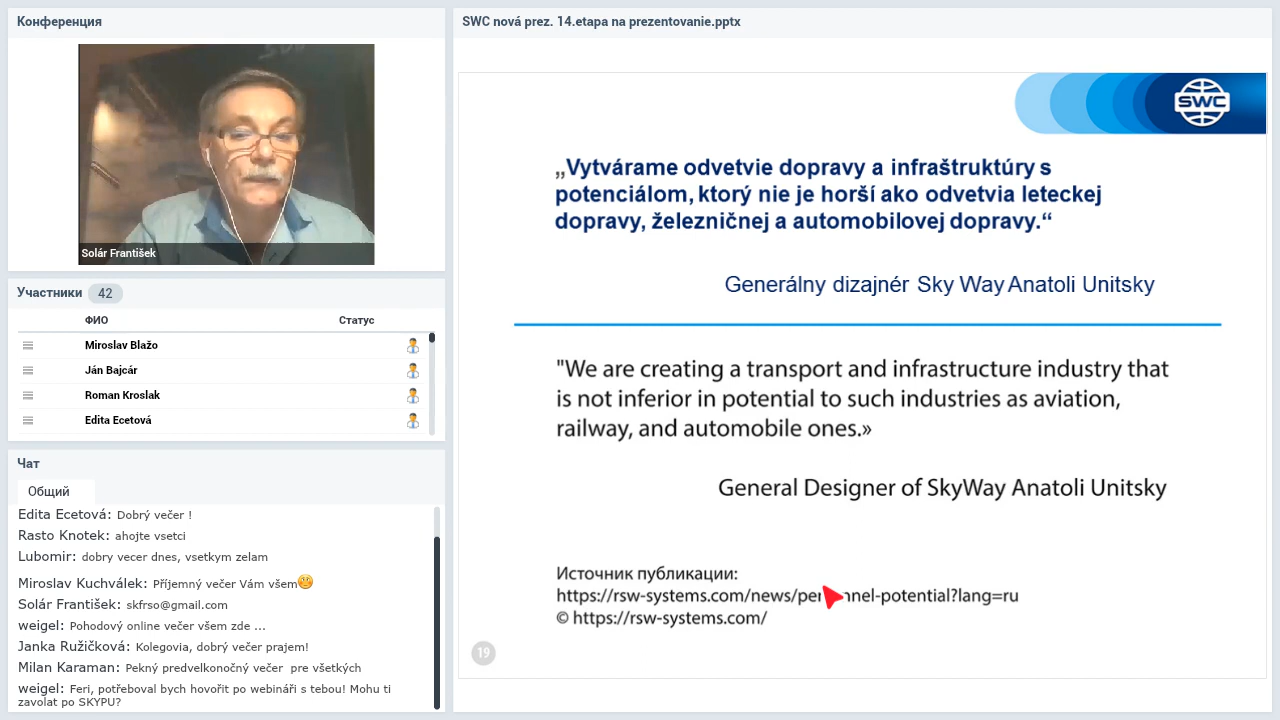 Конференция
Solár František
Участники 42
ФИО Статус
Miroslav Blažo
Ján Bajcár
Roman Kroslak
Edita Ecetová
Чат
Общий
Edita Ecetová: Dobrý večer !
Rasto Knotek: ahojte vsetci
Lubomir: dobry vecer dnes, vsetkym zelam
Miroslav Kuchválek: Příjemný večer Vám všem
Solár František: skfrso@gmail.com
weigel: Pohodový online večer všem zde ...
Janka Ružičková: Kolegovia, dobrý večer prajem!
Milan Karaman: Pekný predvelkonočný večer pre všetkých
weigel: Feri, potřeboval bych hovořit po webináři s tebou! Mohu ti
zavolat po SKYPU?
SWC nová prez. 14.etapa na prezentovanie.pptx
SWC
„Vytvárame odvetvie dopravy a infraštruktúry s
potenciálom, ktorý nie je horší ako odvetvia leteckej
dopravy, železničnej a automobilovej dopravy.“
Generálny dizajnér Sky Way Anatoli Unitsky
"We are creating a transport and infrastructure industry that
is not inferior in potential to such industries as aviation,
railway, and automobile ones.»
General Designer of SkyWay Anatoli Unitsky
Источник публикации:
https://rsw-systems.com/news/personnel-potential?lang=ru
© https://rsw-systems.com/
19